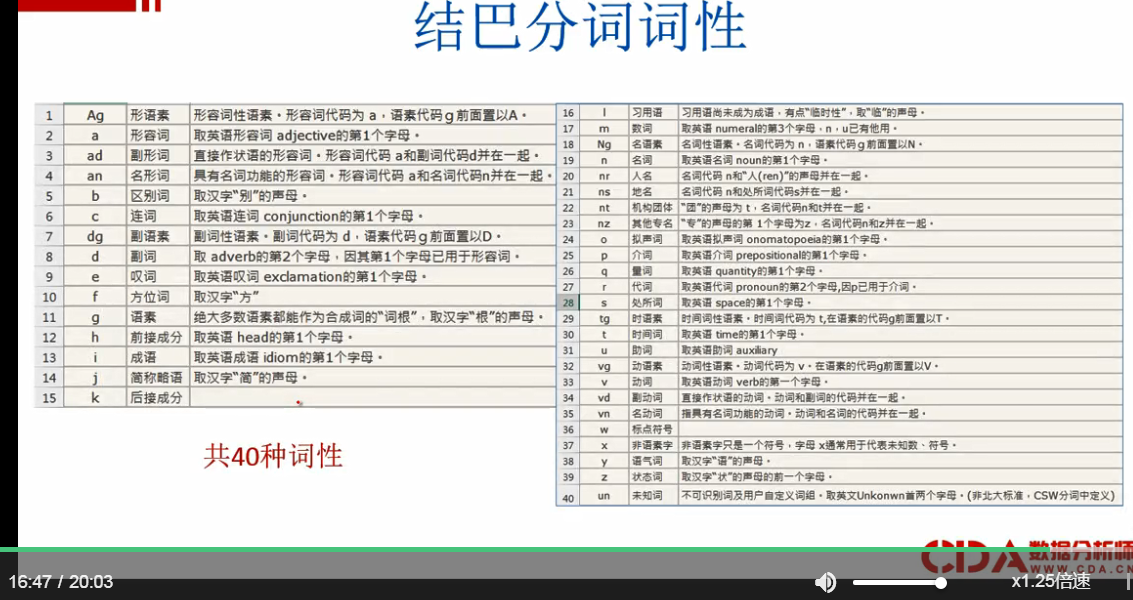 结巴分词词性
1 Ag 形语素 形容词性语素。形容词代码为 a，语素代码ｇ前面置以A。
2 a 形容词 取英语形容词 adjective的第1个字母。
3 ad 副形词 直接作状语的形容词。形容词代码 a和副词代码d并在一起。
4 an 名形词 具有名词功能的形容词。形容词代码 a和名词代码n并在一起。
5 b 区别词 取汉字“别”的声母。
6 c 连词 取英语连词 conjunction的第1个字母。
7 dg 副语素 副词性语素。副词代码为 d，语素代码ｇ前面置以D。
8 d 副词 取 adverb的第2个字母，因其第1个字母已用于形容词。
9 e 叹词 取英语叹词 exclamation的第1个字母。
10 f 方位词 取汉字“方”
11 g 语素 绝大多数语素都能作为合成词的“词根”，取汉字“根”的声母。
12 h 前接成分 取英语 head的第1个字母。
13 i 成语 取英语成语 idiom的第1个字母。
14 j 简称略语 取汉字“简”的声母。
15 k 后接成分
16 l 习用语 习用语尚未成为成语，有点“临时性”，取“临”的声母。
17 m 数词 取英语 numeral的第3个字母，n，u已有他用。
18 Ng 名语素 名词性语素。名词代码为 n，语素代码ｇ前面置以N。
19 n 名词 取英语名词 noun的第1个字母。
20 nr 人名 名词代码 n和“人(ren)”的声母并在一起。
21 ns 地名 名词代码 n和处所词代码s并在一起。
22 nt 机构团体 “团”的声母为 t，名词代码n和t并在一起。
23 nz 其他专名 “专”的声母的第 1个字母为z，名词代码n和z并在一起。
24 o 拟声词 取英语拟声词 onomatopoeia的第1个字母。
25 p 介词 取英语介词 prepositional的第1个字母。
26 q 量词 取英语 quantity的第1个字母。
27 r 代词 取英语代词 pronoun的第2个字母,因p已用于介词。
28 s 处所词 取英语 space的第1个字母。
29 tg 时语素 时间词性语素。时间词代码为 t,在语素的代码g前面置以T。
30 t 时间词 取英语 time的第1个字母。
31 u 助词 取英语助词 auxiliary
32 vg 动语素 动词性语素。动词代码为 v。在语素的代码g前面置以V。
33 v 动词 取英语动词 verb的第一个字母。
34 vd 副动词 直接作状语的动词。动词和副词的代码并在一起。
35 vn 名动词 指具有名词功能的动词。动词和名词的代码并在一起。
36 w 标点符号
37 x 非语素字 非语素字只是一个符号，字母 x通常用于代表未知数、符号。
38 y 语气词 取汉字“语”的声母。
39 z 状态词 取汉字“状”的声母的前一个字母。
40 un 未知词 不可识别词及用户自定义词组。取英文Unkonwn首两个字母。(非北大标准，CSW分词中定义)
共40种词性
CDA 数据分析师
WWW.CDA.CN
16:47 / 20:03
x1.25倍速